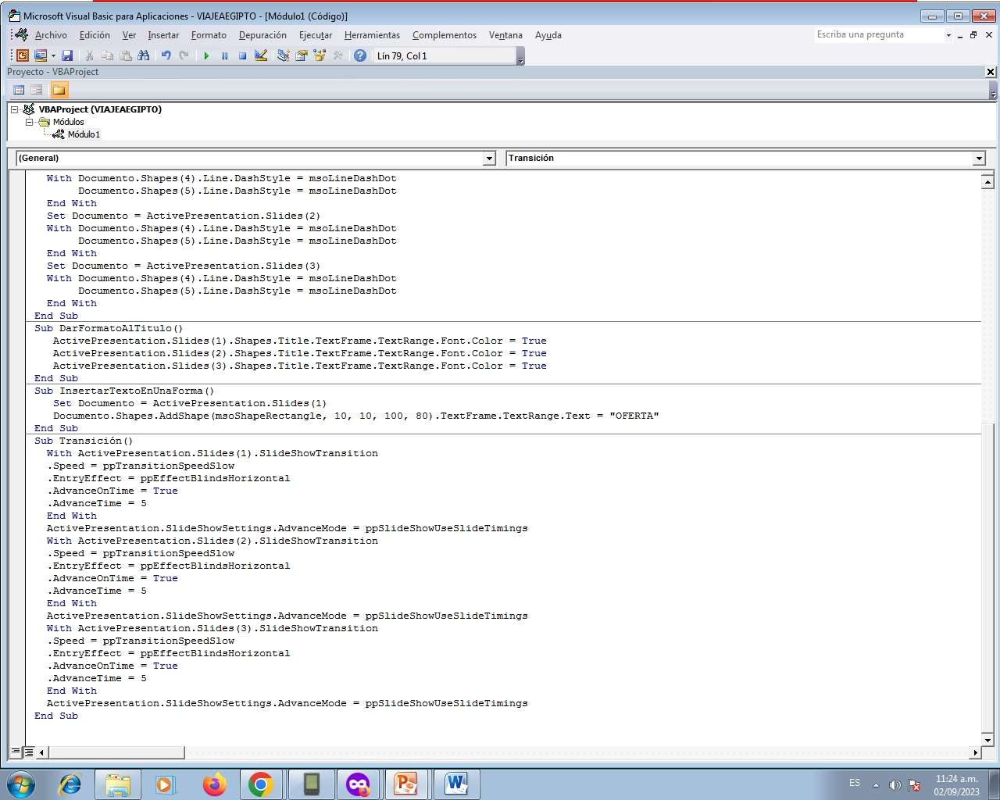 Microsoft Visual Basic para Aplicaciones - VIAJEAEGIPTO - [Módulo1 (Código)]
Archivo Edición Ver Insertar Formato Depuración Ejecutar Herramientas Complementos Ventana Ayuda Escriba una pregunta
Lín 79, Col 1
Proyecto - VBAProject
VBAProject (VIAJEAEGIPTO)
Módulos
Módulo1
(General) Transición
With Documento.Shapes(4).Line.DashStyle = msoLineDashDot
Documento.Shapes(5).Line.DashStyle = msoLineDashDot
End With
Set Documento = ActivePresentation.Slides(2)
With Documento.Shapes(4).Line.DashStyle = msoLineDashDot
Documento.Shapes(5).Line.DashStyle = msoLineDashDot
End With
Set Documento = ActivePresentation.Slides(3)
With Documento.Shapes(4).Line.DashStyle = msoLineDashDot
Documento.Shapes(5).Line.DashStyle = msoLineDashDot
End With
End Sub
Sub DarFormatoAlTitulo()
ActivePresentation.Slides(1).Shapes.Title.TextFrame.TextRange.Font.Color = True
ActivePresentation.Slides(2).Shapes.Title.TextFrame.TextRange.Font.Color = True
ActivePresentation.Slides(3).Shapes.Title.TextFrame.TextRange.Font.Color = True
End Sub
Sub InsertarTextoEnUnaForma()
Set Documento = ActivePresentation.Slides(1)
Documento.Shapes.AddShape(msoShapeRectangle, 10, 10, 100, 80).TextFrame.TextRange.Text = "OFERTA"
End Sub
Sub Transición()
With ActivePresentation.Slides(1).SlideShowTransition
.Speed = ppTransitionSpeedSlow
.EntryEffect = ppEffectBlindsHorizontal
.AdvanceOnTime = True
.AdvanceTime = 5
End With
ActivePresentation.SlideShowSettings.AdvanceMode = ppSlideShowUseSlideTimings
With ActivePresentation.Slides(2).SlideShowTransition
.Speed = ppTransitionSpeedSlow
.EntryEffect = ppEffectBlindsHorizontal
.AdvanceOnTime = True
.AdvanceTime = 5
End With
ActivePresentation.SlideShowSettings.AdvanceMode = ppSlideShowUseSlideTimings
With ActivePresentation.Slides(3).SlideShowTransition
.Speed = ppTransitionSpeedSlow
.EntryEffect = ppEffectBlindsHorizontal
.AdvanceOnTime = True
.AdvanceTime = 5
End With
ActivePresentation.SlideShowSettings.AdvanceMode = ppSlideShowUseSlideTimings
End Sub
ES 11:24 a.m.
02/09/2023